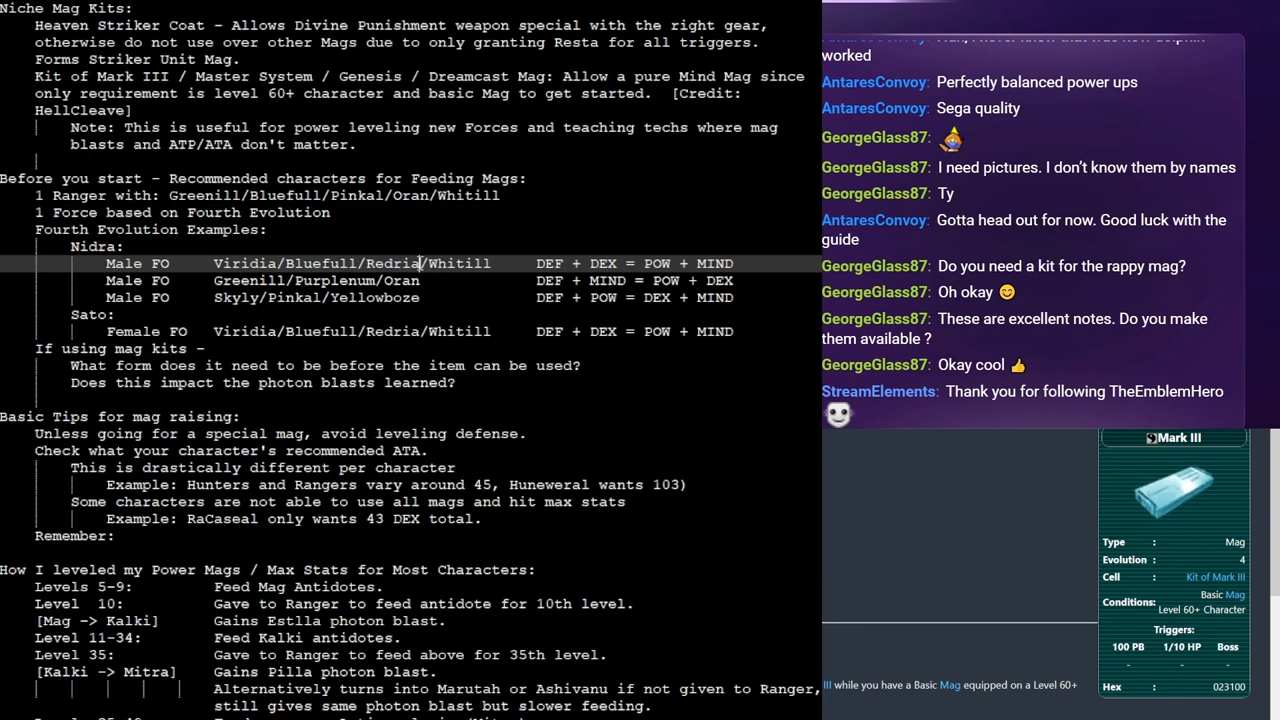 Niche Mag Kits:
Heaven Striker Coat - Allows Divine Punishment weapon special with the right gear,
otherwise do not use over other Mags due to only granting Resta for all triggers.
Forms Striker Unit Mag.
Kit of Mark III / Master System / Genesis / Dreamcast Mag: Allow a pure Mind Mag since
only requirement is level 60+ character and basic Mag to get started.  [Credit:
HellCleave]
Note: This is useful for power leveling new Forces and teaching techs where mag
blasts and ATP/ATA don't matter.
Before you start - Recommended characters for Feeding Mags:
1 Ranger with: Greenill/Bluefull/Pinkal/Oran/Whitill
1 Force based on Fourth Evolution
Fourth Evolution Examples:
Nidra:
Male FO Viridia/Bluefull/Redria/Whitill DEF + DEX = POW + MIND
Male FO Greenill/Purplenum/Oran DEF + MIND = POW + DEX
Male FO Skyly/Pinkal/Yellowboze DEF + POW = DEX + MIND
Sato:
Female FO Viridia/Bluefull/Redria/Whitill DEF + DEX = POW + MIND
If using mag kits -
What form does it need to be before the item can be used?
Does this impact the photon blasts learned?
Basic Tips for mag raising:
Unless going for a special mag, avoid leveling defense.
Check what your character's recommended ATA.
This is drastically different per character
Example: Hunters and Rangers vary around 45, Huneweral wants 103)
Some characters are not able to use all mags and hit max stats
Example: RaCaseal only wants 43 DEX total.
Remember:
How I leveled my Power Mags / Max Stats for Most Characters:
Levels 5-9: Feed Mag Antidotes.
Level 10: Gave to Ranger to feed antidote for 10th level.
[Mag -> Kalki] Gains Estlla photon blast.
Level 11-34: Feed Kalki antidotes.
Level 35: Gave to Ranger to feed above for 35th level.
[Kalki -> Mitra] Gains Pilla photon blast.
Alternatively turns into Marutah or Ashivanu if not given to Ranger,
still gives same photon blast but slower feeding.
worked
AntaresConvoy: Perfectly balanced power ups
AntaresConvoy: Sega quality
GeorgeGlass87:
GeorgeGlass87: I need pictures. I don't know them by names
GeorgeGlass87: Ty
AntaresConvoy: Gotta head out for now. Good luck with the
guide
GeorgeGlass87: Do you need a kit for the rappy mag?
GeorgeGlass87: Oh okay 😊
GeorgeGlass87: These are excellent notes. Do you make
them available ?
GeorgeGlass87: Okay cool 👍
StreamElements: Thank you for following TheEmblemHero
Mark III
Type : Mag
Evolution : 4
Cell : Kit of Mark III
Conditions: Basic Mag
Level 60+ Character
Triggers:
100 PB 1/10 HP Boss
- - -
Hex : 023100
III while you have a Basic Mag equipped on a Level 60+